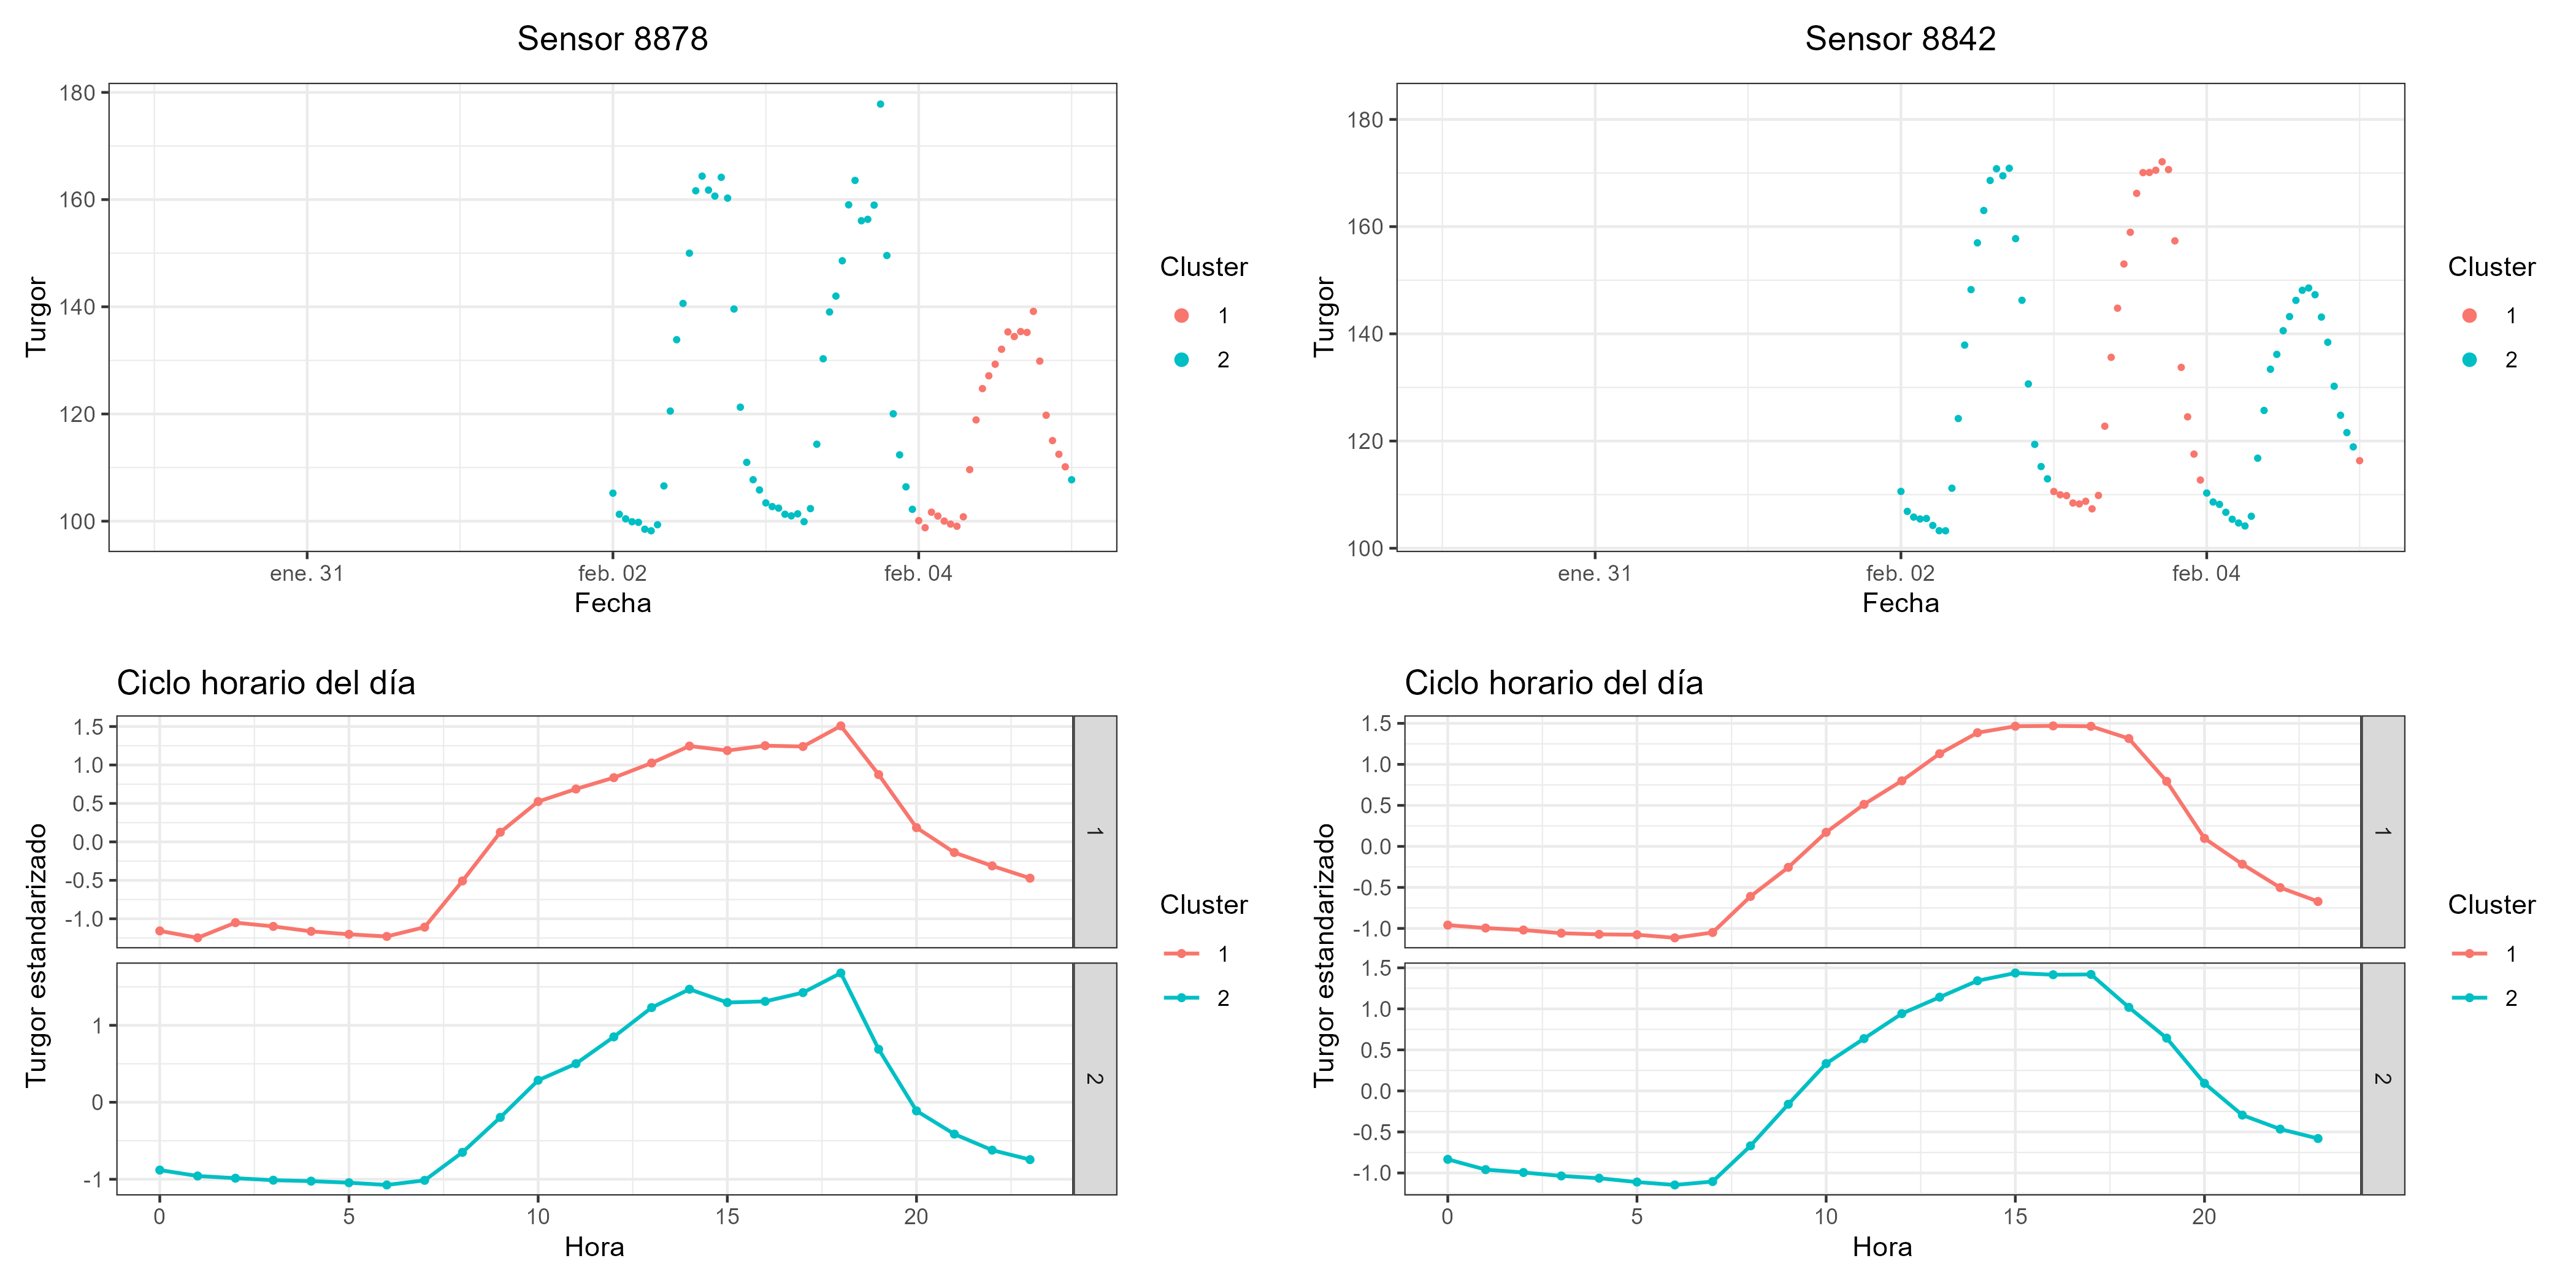 Sensor 8878
180
160
140
120
100
Turgor
ene. 31
feb. 02
feb. 04
Fecha
Cluster
1
2
Sensor 8842
180
160
140
120
100
Turgor
ene. 31
feb. 02
feb. 04
Fecha
Cluster
1
2
Ciclo horario del día
1.5
1.0
0.5
0.0
-0.5
-1.0
1
1
0
-1
2
Turgor estandarizado
0
5
10
15
20
Hora
Cluster
1
2
Ciclo horario del día
1.5
1.0
0.5
0.0
-0.5
-1.0
1
1.5
1.0
0.5
0.0
-0.5
-1.0
2
Turgor estandarizado
0
5
10
15
20
Hora
Cluster
1
2